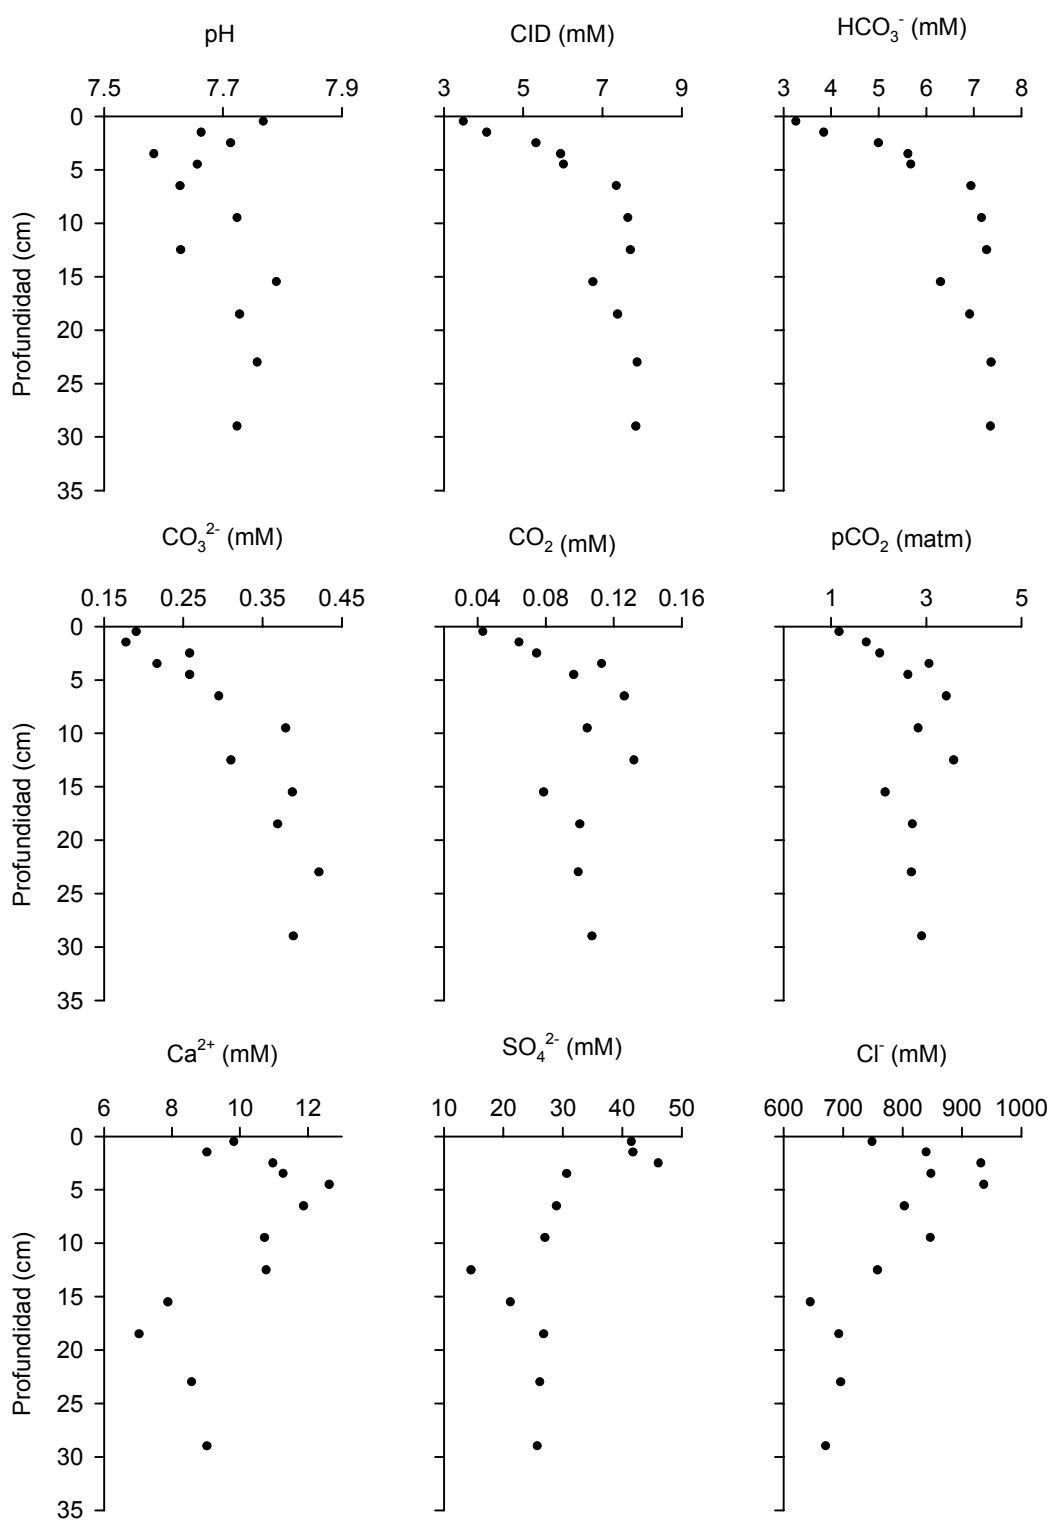 pH CID (mM) HCO₃⁻ (mM)
7.5 7.7 7.9 3 5 7 9 3 4 5 6 7 8
0
5
10
15
20
25
30
35
Profundidad (cm)
CO₃²⁻ (mM) CO₂ (mM) pCO₂ (matm)
0.15 0.25 0.35 0.45 0.04 0.08 0.12 0.16 1 3 5
0
5
10
15
20
25
30
35
Profundidad (cm)
Ca²⁺ (mM) SO₄²⁻ (mM) Cl⁻ (mM)
6 8 10 12 10 20 30 40 50 600 700 800 900 1000
0
5
10
15
20
25
30
35
Profundidad (cm)